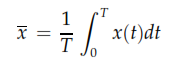 x̅ = 1/T ∫₀ᵀ x(t)dt